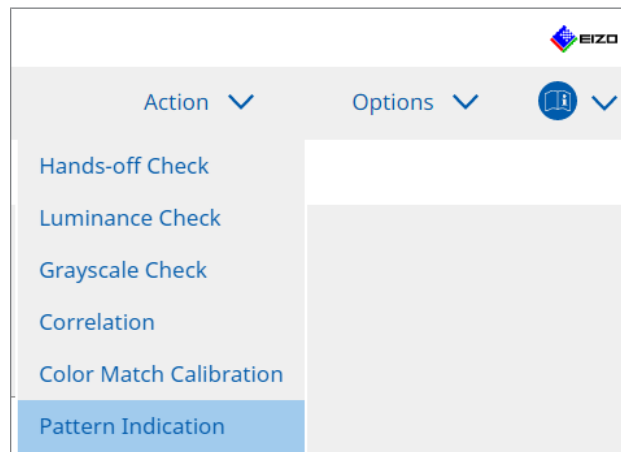 EIZO
Action Options
Hands-off Check
Luminance Check
Grayscale Check
Correlation
Color Match Calibration
Pattern Indication